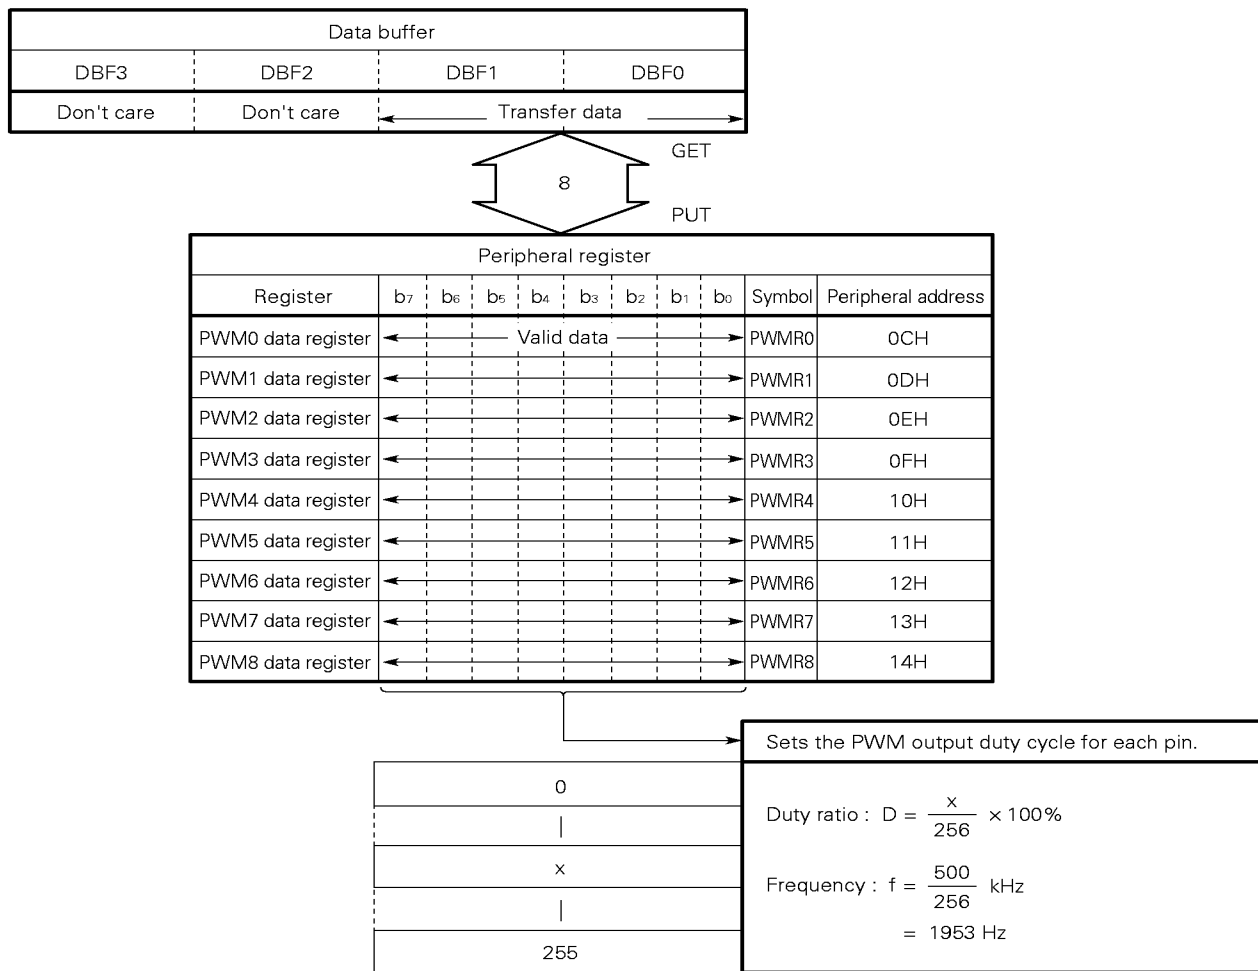 Data buffer
DBF3 DBF2 DBF1 DBF0
Don't care Don't care Transfer data
GET
8
PUT
Peripheral register
Register b7 b6 b5 b4 b3 b2 b1 b0 Symbol Peripheral address
PWM0 data register Valid data PWMR0 0CH
PWM1 data register PWMR1 0DH
PWM2 data register PWMR2 0EH
PWM3 data register PWMR3 0FH
PWM4 data register PWMR4 10H
PWM5 data register PWMR5 11H
PWM6 data register PWMR6 12H
PWM7 data register PWMR7 13H
PWM8 data register PWMR8 14H
Sets the PWM output duty cycle for each pin.
0
|
x
|
255
Duty ratio : D = x/256 × 100%
Frequency : f = 500/256 kHz
= 1953 Hz